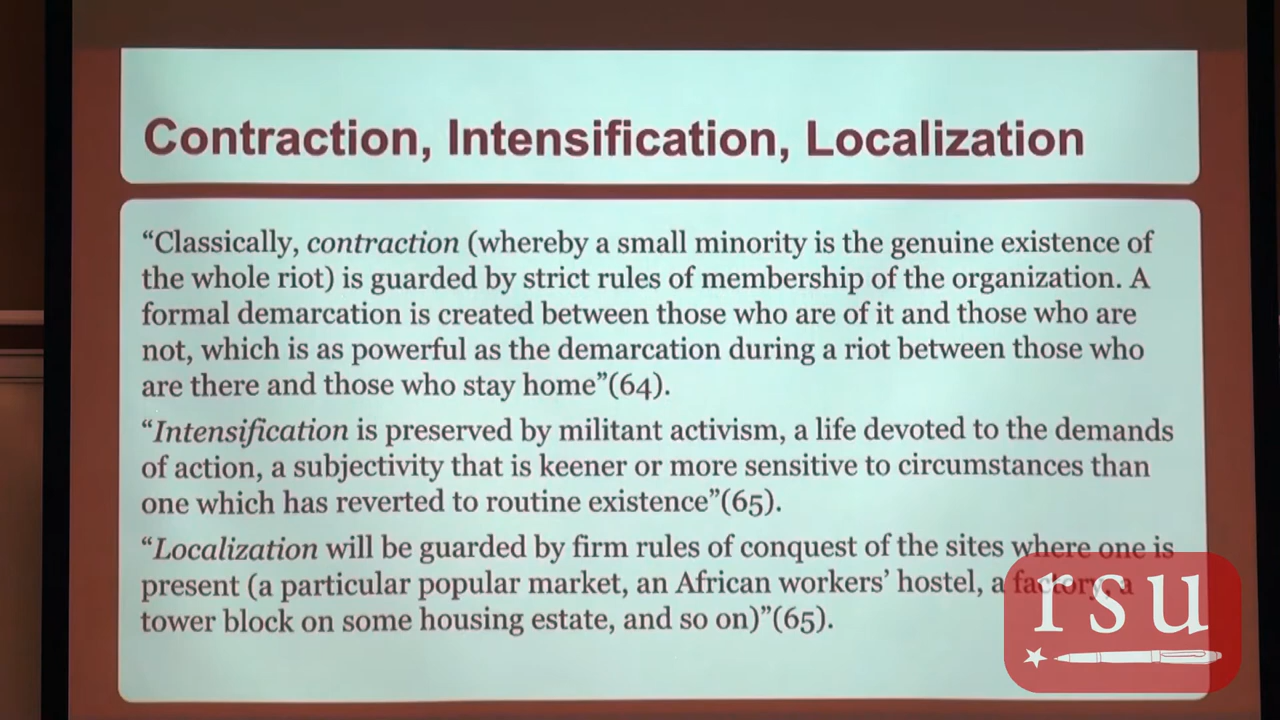 Contraction, Intensification, Localization
“Classically, contraction (whereby a small minority is the genuine existence of
the whole riot) is guarded by strict rules of membership of the organization. A
formal demarcation is created between those who are of it and those who are
not, which is as powerful as the demarcation during a riot between those who
are there and those who stay home”(64).
“Intensification is preserved by militant activism, a life devoted to the demands
of action, a subjectivity that is keener or more sensitive to circumstances than
one which has reverted to routine existence”(65).
“Localization will be guarded by firm rules of conquest of the sites where one is
present (a particular popular market, an African workers’ hostel, a factory, a
tower block on some housing estate, and so on)”(65).
rsu